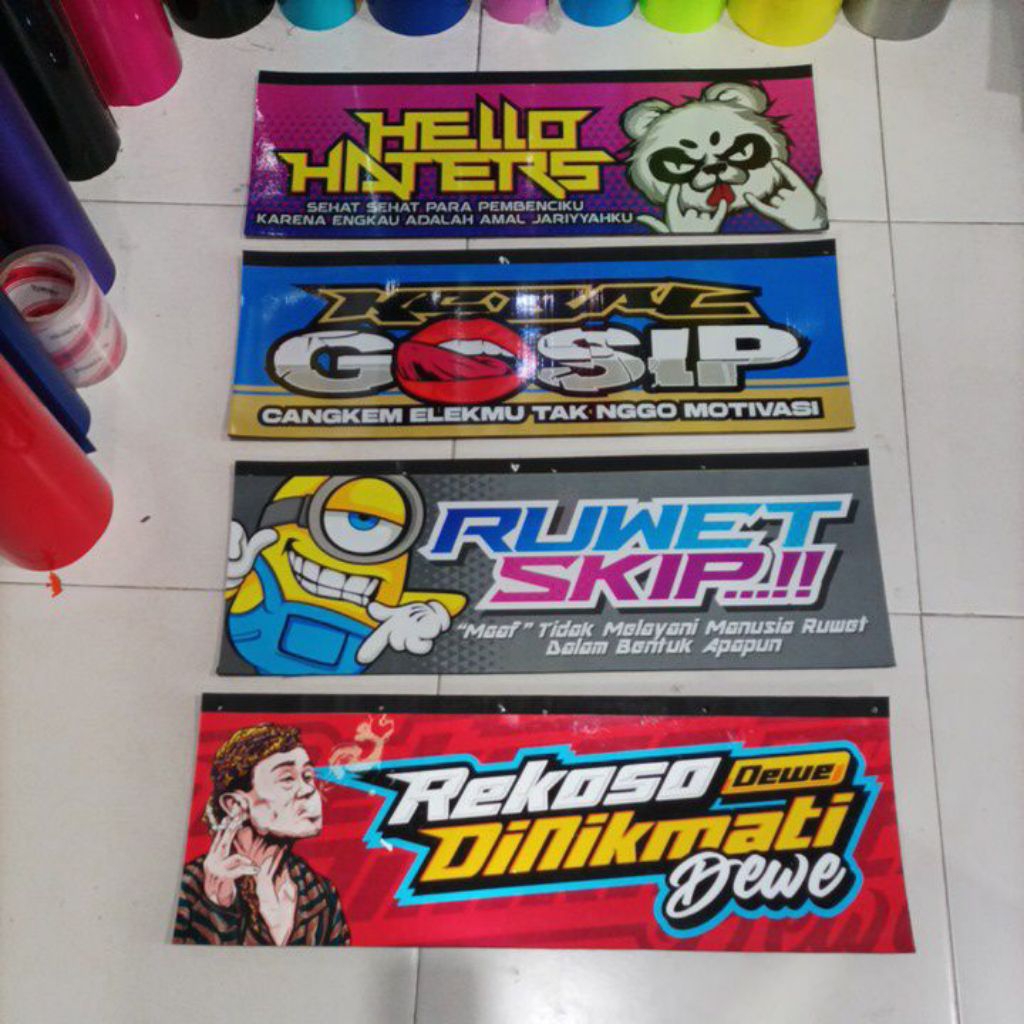 HELLO
HATERS
SEHAT SEHAT PARA PEMBENCIKU
KARENA ENGKAU ADALAH AMAL JARIYYAHKU
GOSIP
CANGKEM ELEKMU TAK NGGO MOTIVASI
RUWET
SKIP....!!
"Maaf" Tidak Melayani Manusia Ruwet
Dalam Bentuk Apapun
Rekoso Dewe
DiNikmati
Dewe